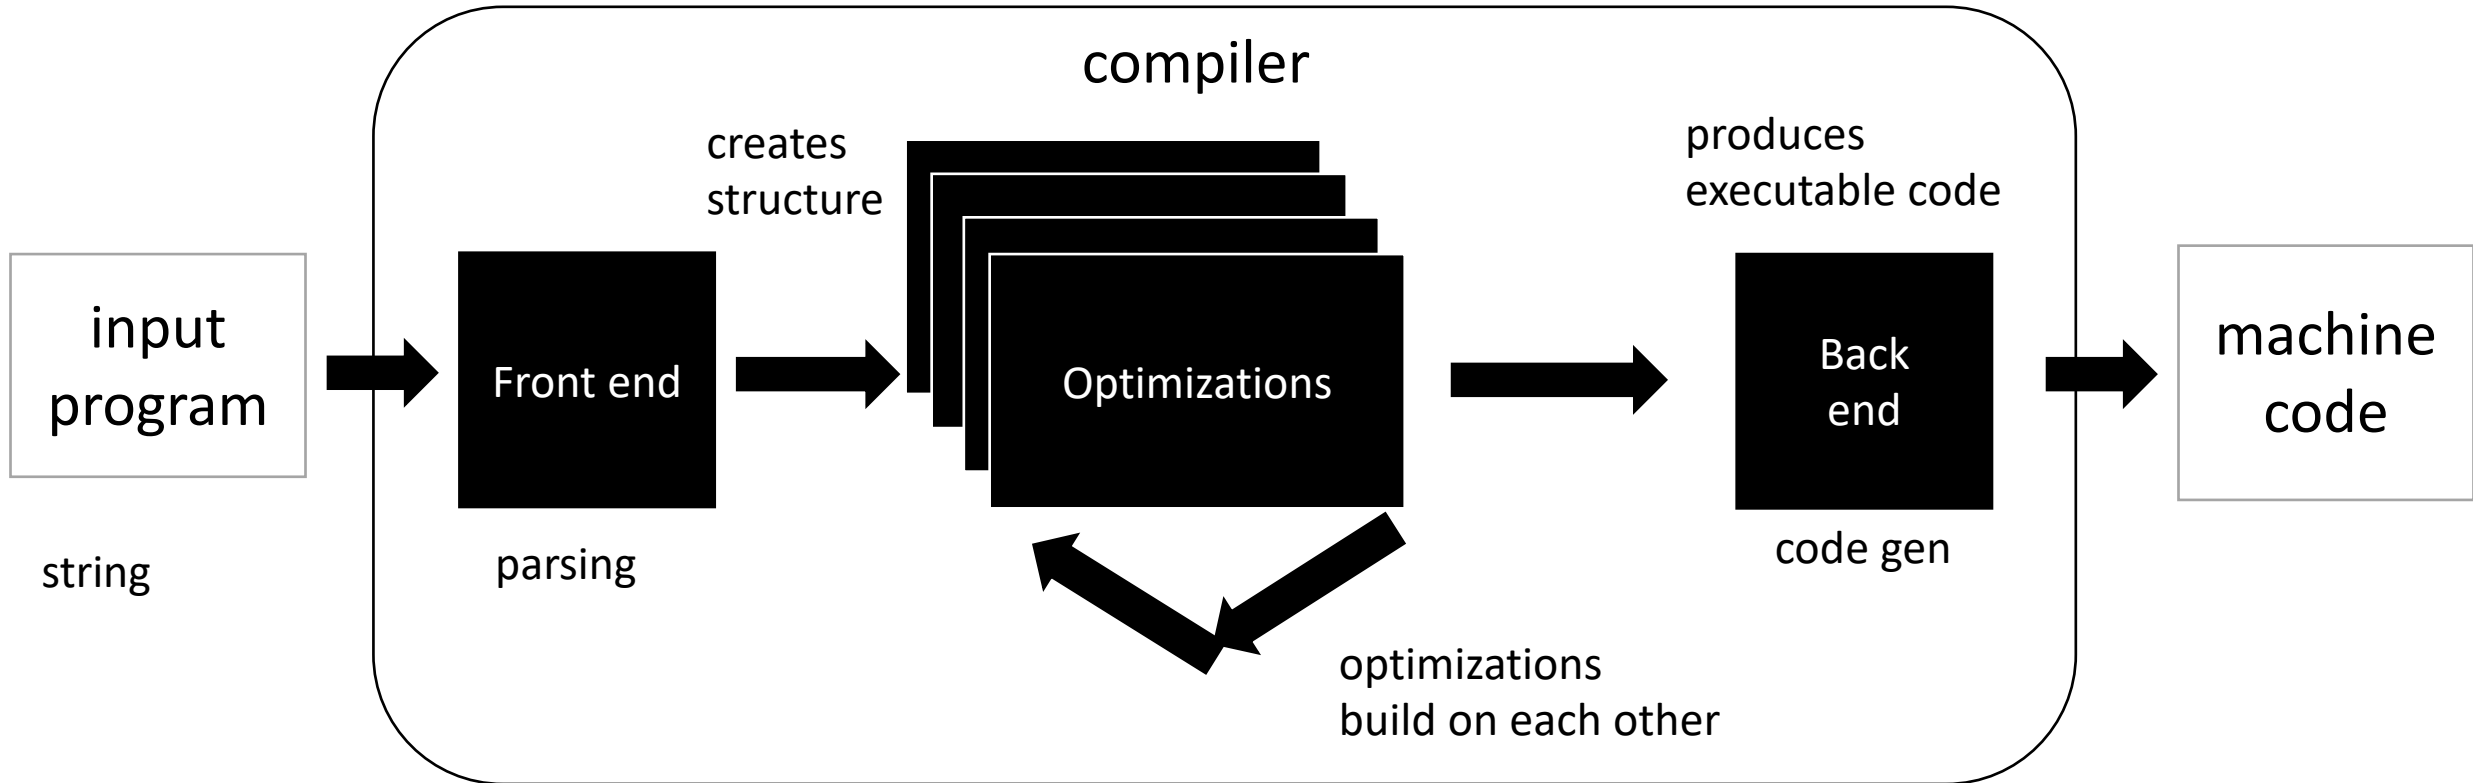 compiler
creates
structure
produces
executable code
input
program
Front end
Optimizations
Back
end
machine
code
string
parsing
code gen
optimizations
build on each other